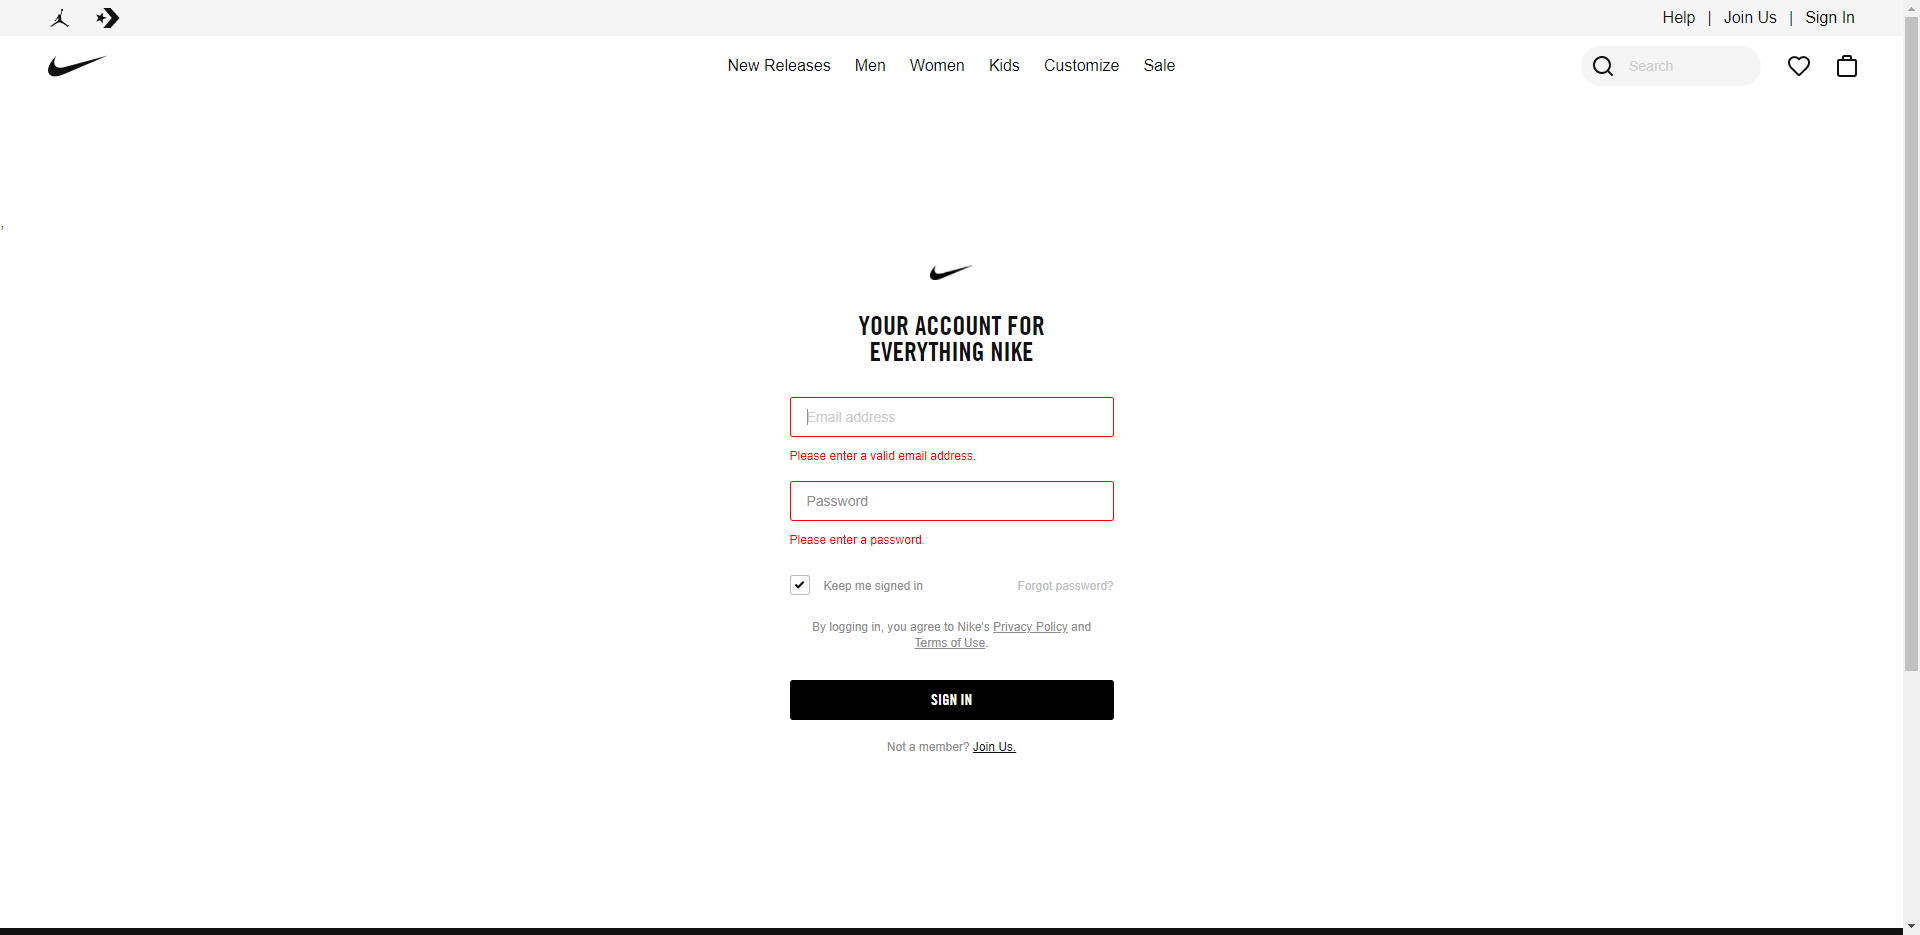 Help | Join Us | Sign In
New Releases Men Women Kids Customize Sale
Search
,
YOUR ACCOUNT FOR
EVERYTHING NIKE
Email address
Please enter a valid email address.
Password
Please enter a password.
Keep me signed in
Forgot password?
By logging in, you agree to Nike's Privacy Policy and
Terms of Use.
SIGN IN
Not a member? Join Us.